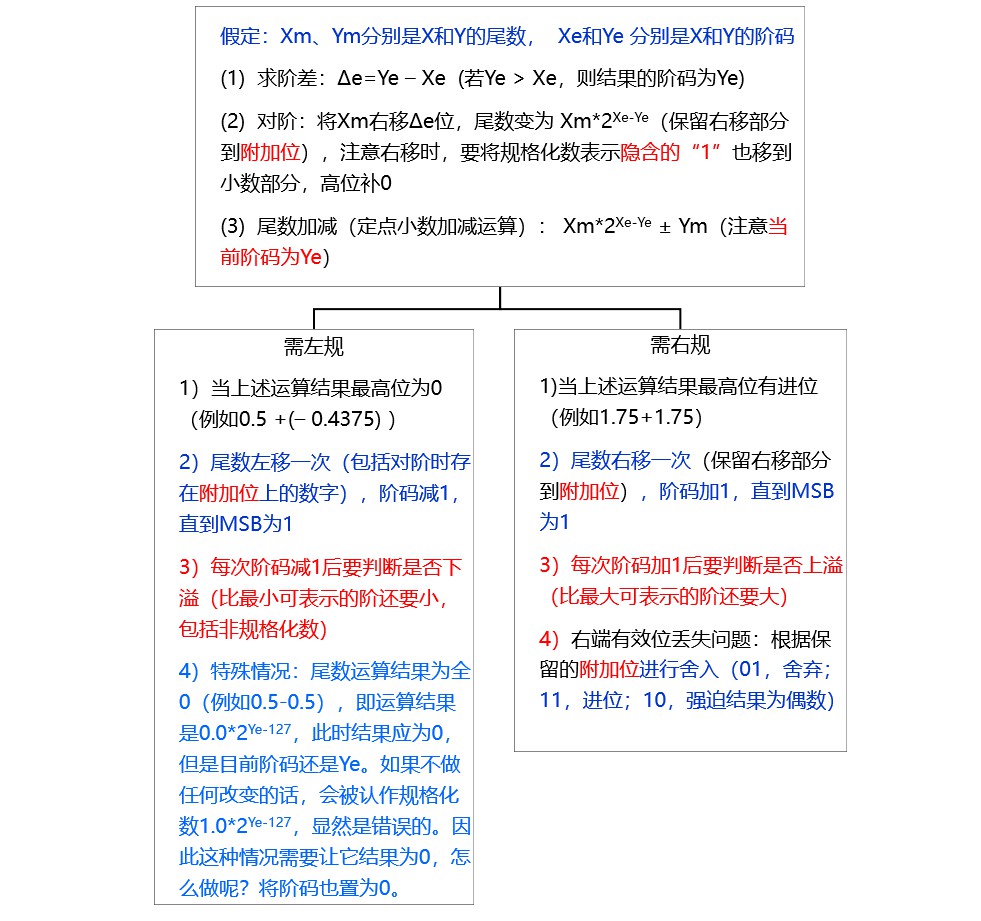 假定：Xm、Ym分别是X和Y的尾数， Xe和Ye 分别是X和Y的阶码
(1) 求阶差：Δe=Ye – Xe (若Ye > Xe，则结果的阶码为Ye)
(2) 对阶：将Xm右移Δe位，尾数变为 Xm*2^Xe-Ye（保留右移部分
到附加位），注意右移时，要将规格化数表示隐含的“1”也移到
小数部分，高位补0
(3) 尾数加减（定点小数加减运算）： Xm*2^Xe-Ye ± Ym（注意当
前阶码为Ye）
需左规
1）当上述运算结果最高位为0
（例如0.5 +(– 0.4375) ）
2）尾数左移一次（包括对阶时存
在附加位上的数字），阶码减1，
直到MSB为1
3）每次阶码减1后要判断是否下
溢（比最小可表示的阶还要小，
包括非规格化数）
4）特殊情况：尾数运算结果为全
0（例如0.5-0.5），即运算结果
是0.0*2^Ye-127，此时结果应为0，
但是目前阶码还是Ye。如果不做
任何改变的话，会被认作规格化
数1.0*2^Ye-127，显然是错误的。因
此这种情况需要让它结果为0，怎
么做呢？将阶码也置为0。
需右规
1)当上述运算结果最高位有进位
（例如1.75+1.75）
2）尾数右移一次（保留右移部分
到附加位），阶码加1，直到MSB
为1
3）每次阶码加1后要判断是否上溢
（比最大可表示的阶还要大）
4）右端有效位丢失问题：根据保
留的附加位进行舍入（01，舍弃；
11，进位；10，强迫结果为偶数）